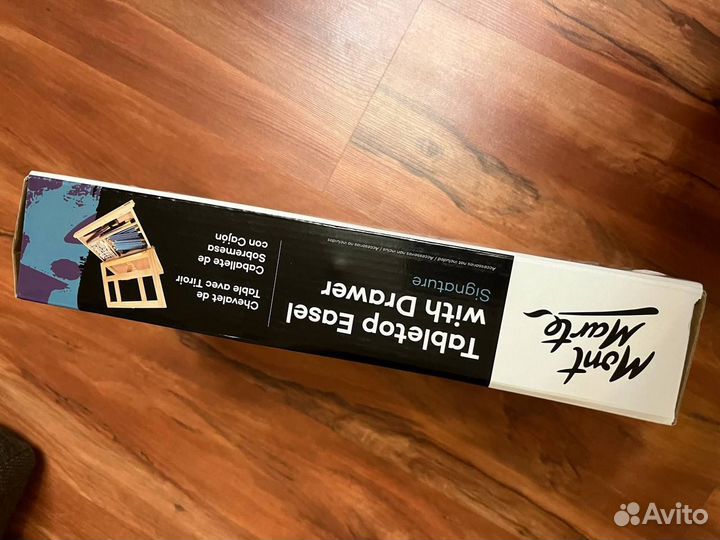 Mont
Marte
Tabletop Easel
with Drawer
Signature
Accessories not included / Accessoires non inclus / Accesorios no incluidos
Chevalet de
Table avec Tiroir
Caballete de
Sobremesa
con Cajón
Avito